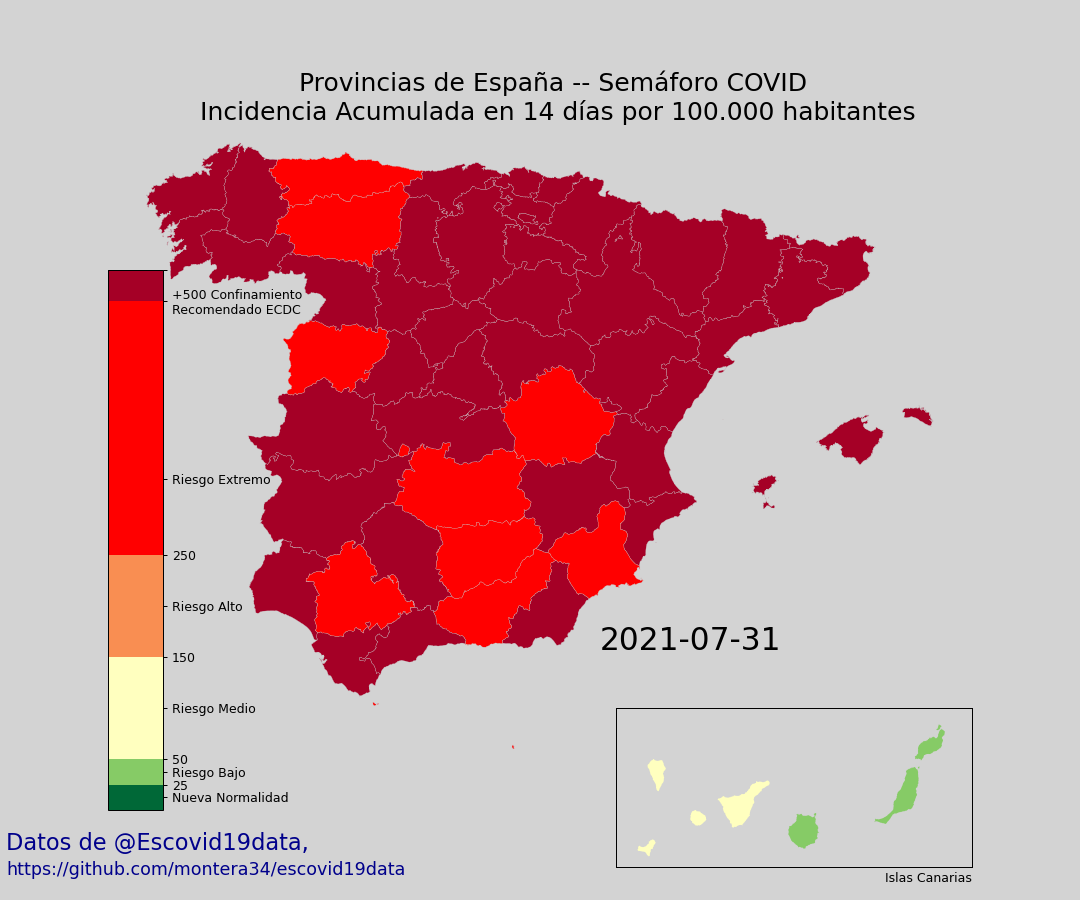 Provincias de España -- Semáforo COVID
Incidencia Acumulada en 14 días por 100.000 habitantes
+500 Confinamiento
Recomendado ECDC
Riesgo Extremo
250
Riesgo Alto
150
Riesgo Medio
50
Riesgo Bajo
25
Nueva Normalidad
2021-07-31
Islas Canarias
Datos de @Escovid19data,
https://github.com/montera34/escovid19data